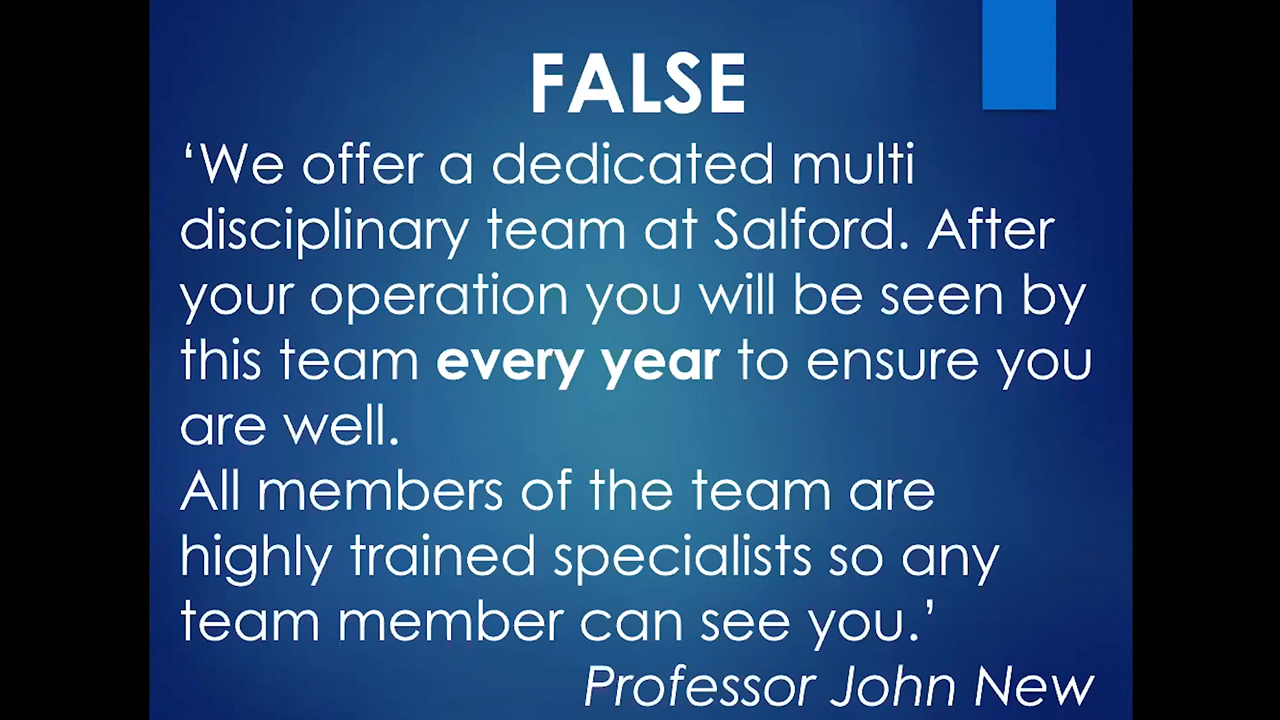 FALSE
‘We offer a dedicated multi
disciplinary team at Salford. After
your operation you will be seen by
this team every year to ensure you
are well.
All members of the team are
highly trained specialists so any
team member can see you.’
Professor John New